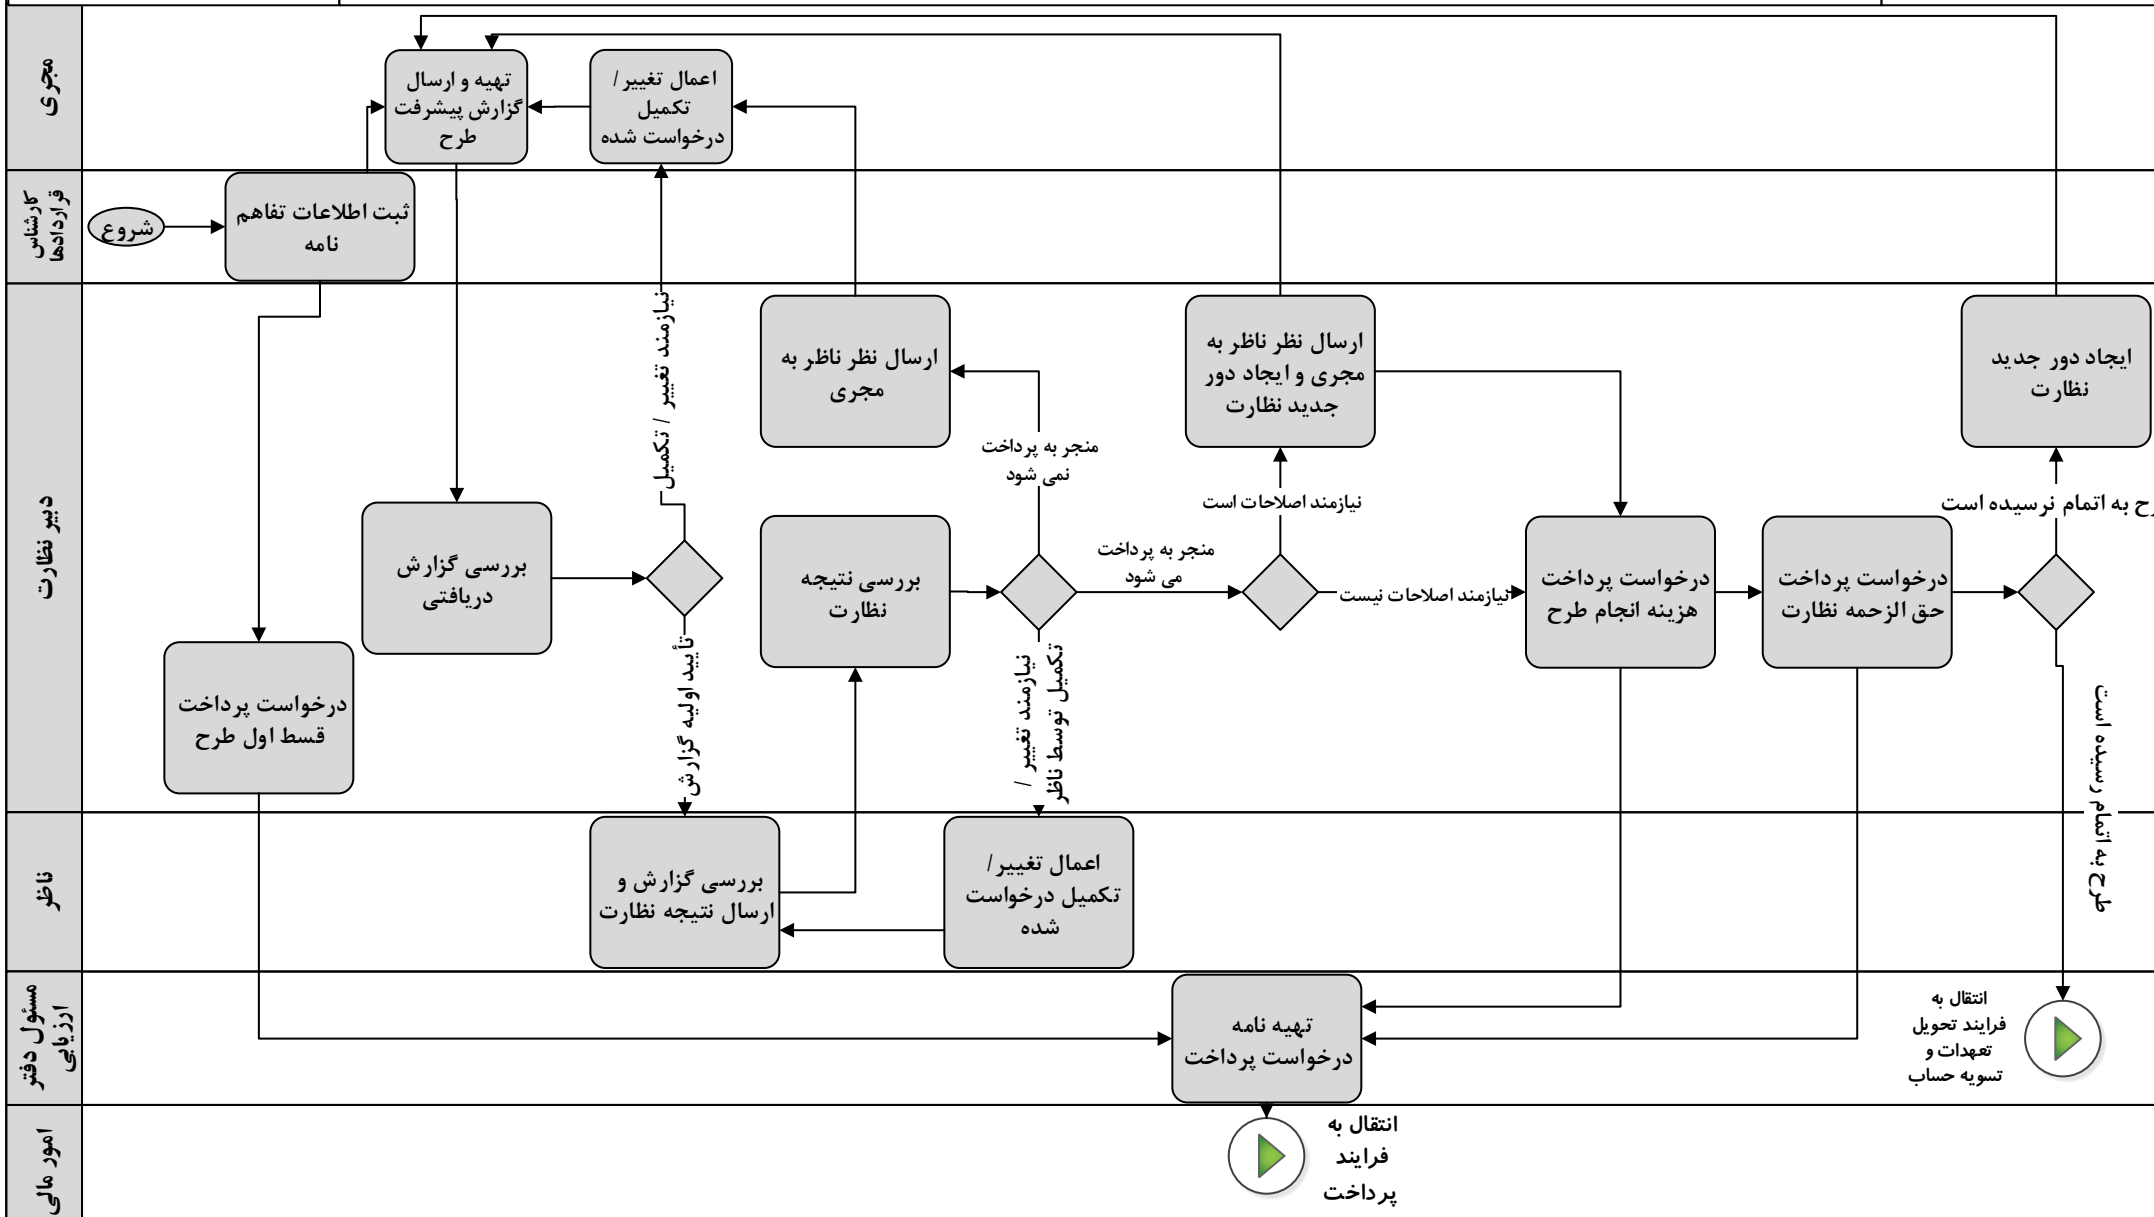 مجری
تهیه و ارسال
گزارش پیشرفت
طرح
اعمال تغییر /
تکمیل
درخواست شده
کارشناس
قراردادها
شروع
ثبت اطلاعات تفاهم
نامه
دبیر نظارت
درخواست پرداخت
قسط اول طرح
بررسی گزارش
دریافتی
نیازمند تغییر / تکمیل
تأیید اولیه گزارش
ارسال نظر ناظر به
مجری
بررسی نتیجه
نظارت
منجر به پرداخت
نمی شود
منجر به پرداخت
می شود
نیازمند تغییر /
تکمیل توسط ناظر
ارسال نظر ناظر به
مجری و ایجاد دور
جدید نظارت
نیازمند اصلاحات است
نیازمند اصلاحات نیست
درخواست پرداخت
هزینه انجام طرح
درخواست پرداخت
حق الزحمه نظارت
ایجاد دور جدید
نظارت
رح به اتمام نرسیده است
طرح به اتمام رسیده است
ناظر
بررسی گزارش و
ارسال نتیجه نظارت
اعمال تغییر /
تکمیل درخواست
شده
مسئول دفتر
ارزیابی
تهیه نامه
درخواست پرداخت
انتقال به
فرایند تحویل
تعهدات و
تسویه حساب
امور مالی
انتقال به
فرایند
پرداخت